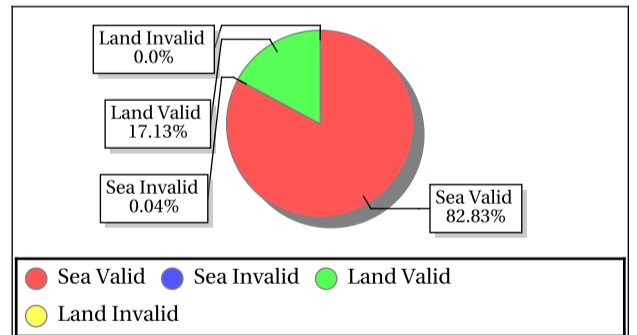 Land Invalid
0.0%
Land Valid
17.13%
Sea Invalid
0.04%
Sea Valid
82.83%
Sea Valid Sea Invalid Land Valid
Land Invalid